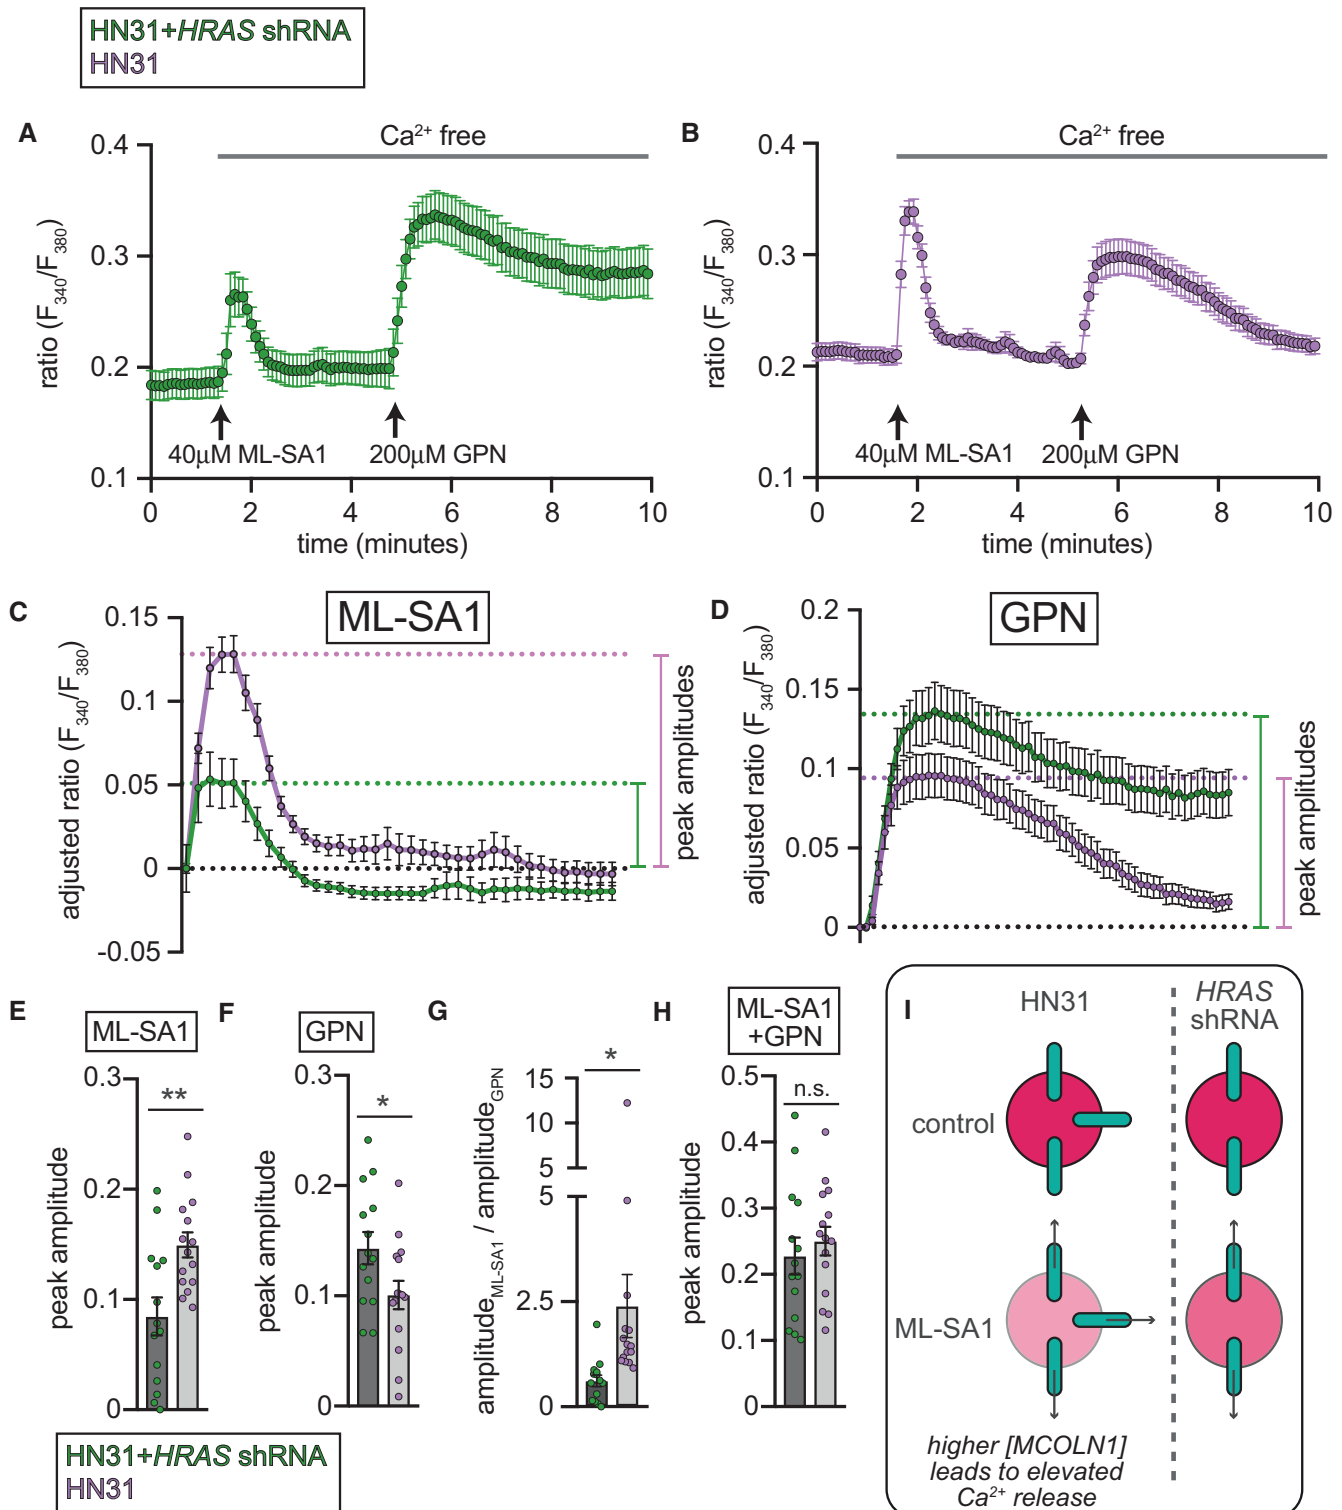 HN31+HRAS shRNA
HN31
A
Ca2+ free
0.4
0.3
0.2
0.1
ratio (F340/F380)
40μM ML-SA1
200μM GPN
0 2 4 6 8 10
time (minutes)
B
Ca2+ free
0.4
0.3
0.2
0.1
ratio (F340/F380)
40μM ML-SA1
200μM GPN
0 2 4 6 8 10
time (minutes)
C
ML-SA1
0.15
0.1
0.05
0
-0.05
adjusted ratio (F340/F380)
peak amplitudes
D
GPN
0.2
0.15
0.1
0.05
0
adjusted ratio (F340/F380)
peak amplitudes
E
ML-SA1
**
0.3
0.2
0.1
0
peak amplitude
F
GPN
*
0.3
0.2
0.1
0
peak amplitude
G
*
15
10
5
5
2.5
0
amplitudeML-SA1 / amplitudeGPN
H
ML-SA1
+GPN
n.s.
0.5
0.4
0.3
0.2
0.1
0
peak amplitude
I
HN31
HRAS
shRNA
control
ML-SA1
higher [MCOLN1]
leads to elevated
Ca2+ release
HN31+HRAS shRNA
HN31